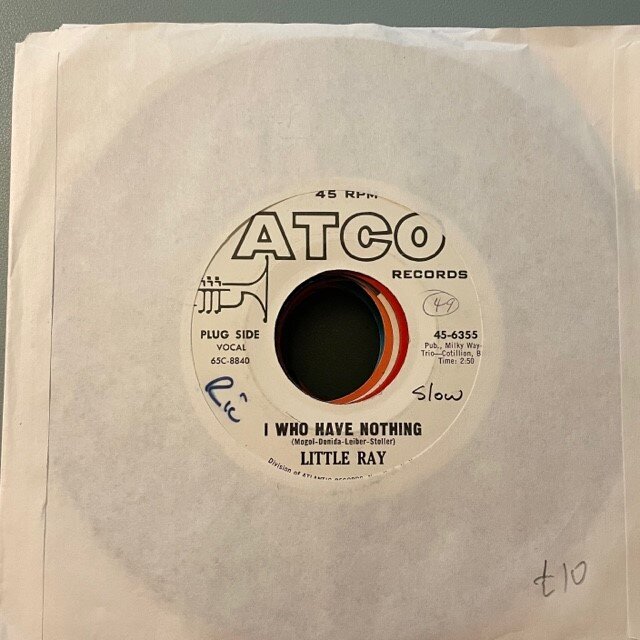 45 RPM
ATCO
RECORDS
49
PLUG SIDE
VOCAL
65C-8840
45-6355
Pub., Milky Way-
Trio—Cotillion, B
Time: 2:50
Ric
Slow
I WHO HAVE NOTHING
(Mogol-Donida-Leiber-Stoller)
LITTLE RAY
Division of ATLANTIC RECORDS
£10